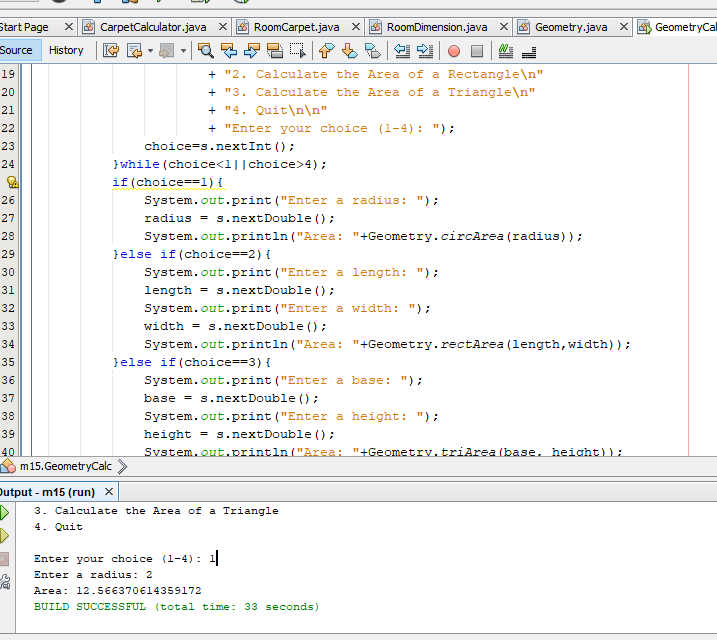 Start Page CarpetCalculator.java RoomCarpet.java RoomDimension.java Geometry.java GeometryCal
Source History
19 + "2. Calculate the Area of a Rectangle\n"
20 + "3. Calculate the Area of a Triangle\n"
21 + "4. Quit\n\n"
22 + "Enter your choice (1-4): ");
23 choice=s.nextInt();
24 }while(choice<1||choice>4);
if(choice==1){
26 System.out.print("Enter a radius: ");
27 radius = s.nextDouble();
28 System.out.println("Area: "+Geometry.circArea(radius));
29 }else if(choice==2){
30 System.out.print("Enter a length: ");
31 length = s.nextDouble();
32 System.out.print("Enter a width: ");
33 width = s.nextDouble();
34 System.out.println("Area: "+Geometry.rectArea(length,width));
35 }else if(choice==3){
36 System.out.print("Enter a base: ");
37 base = s.nextDouble();
38 System.out.print("Enter a height: ");
39 height = s.nextDouble();
40 System.out.println("Area: "+Geometry.triArea(base, height));
m15.GeometryCalc
Output - m15 (run)
3. Calculate the Area of a Triangle
4. Quit
Enter your choice (1-4): 1
Enter a radius: 2
Area: 12.566370614359172
BUILD SUCCESSFUL (total time: 33 seconds)